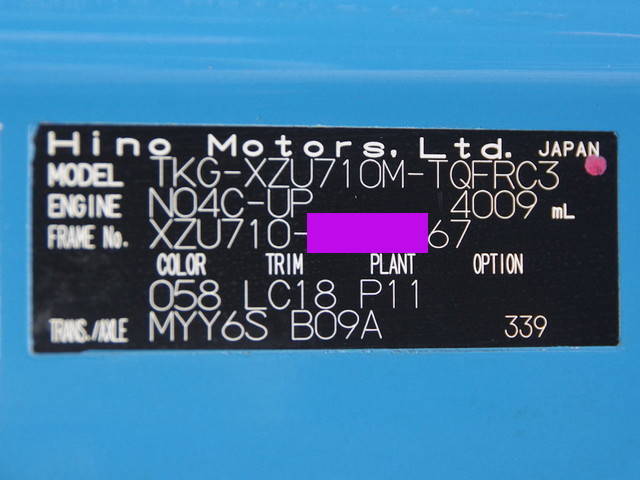 Hino Motors, Ltd. JAPAN
MODEL TKG-XZU710M-TQFRC3
ENGINE N04C-UP 4009 mL
FRAME No. XZU710- 67
COLOR TRIM PLANT OPTION
058 LC18 P11
TRANS./AXLE MYY6S B09A 339